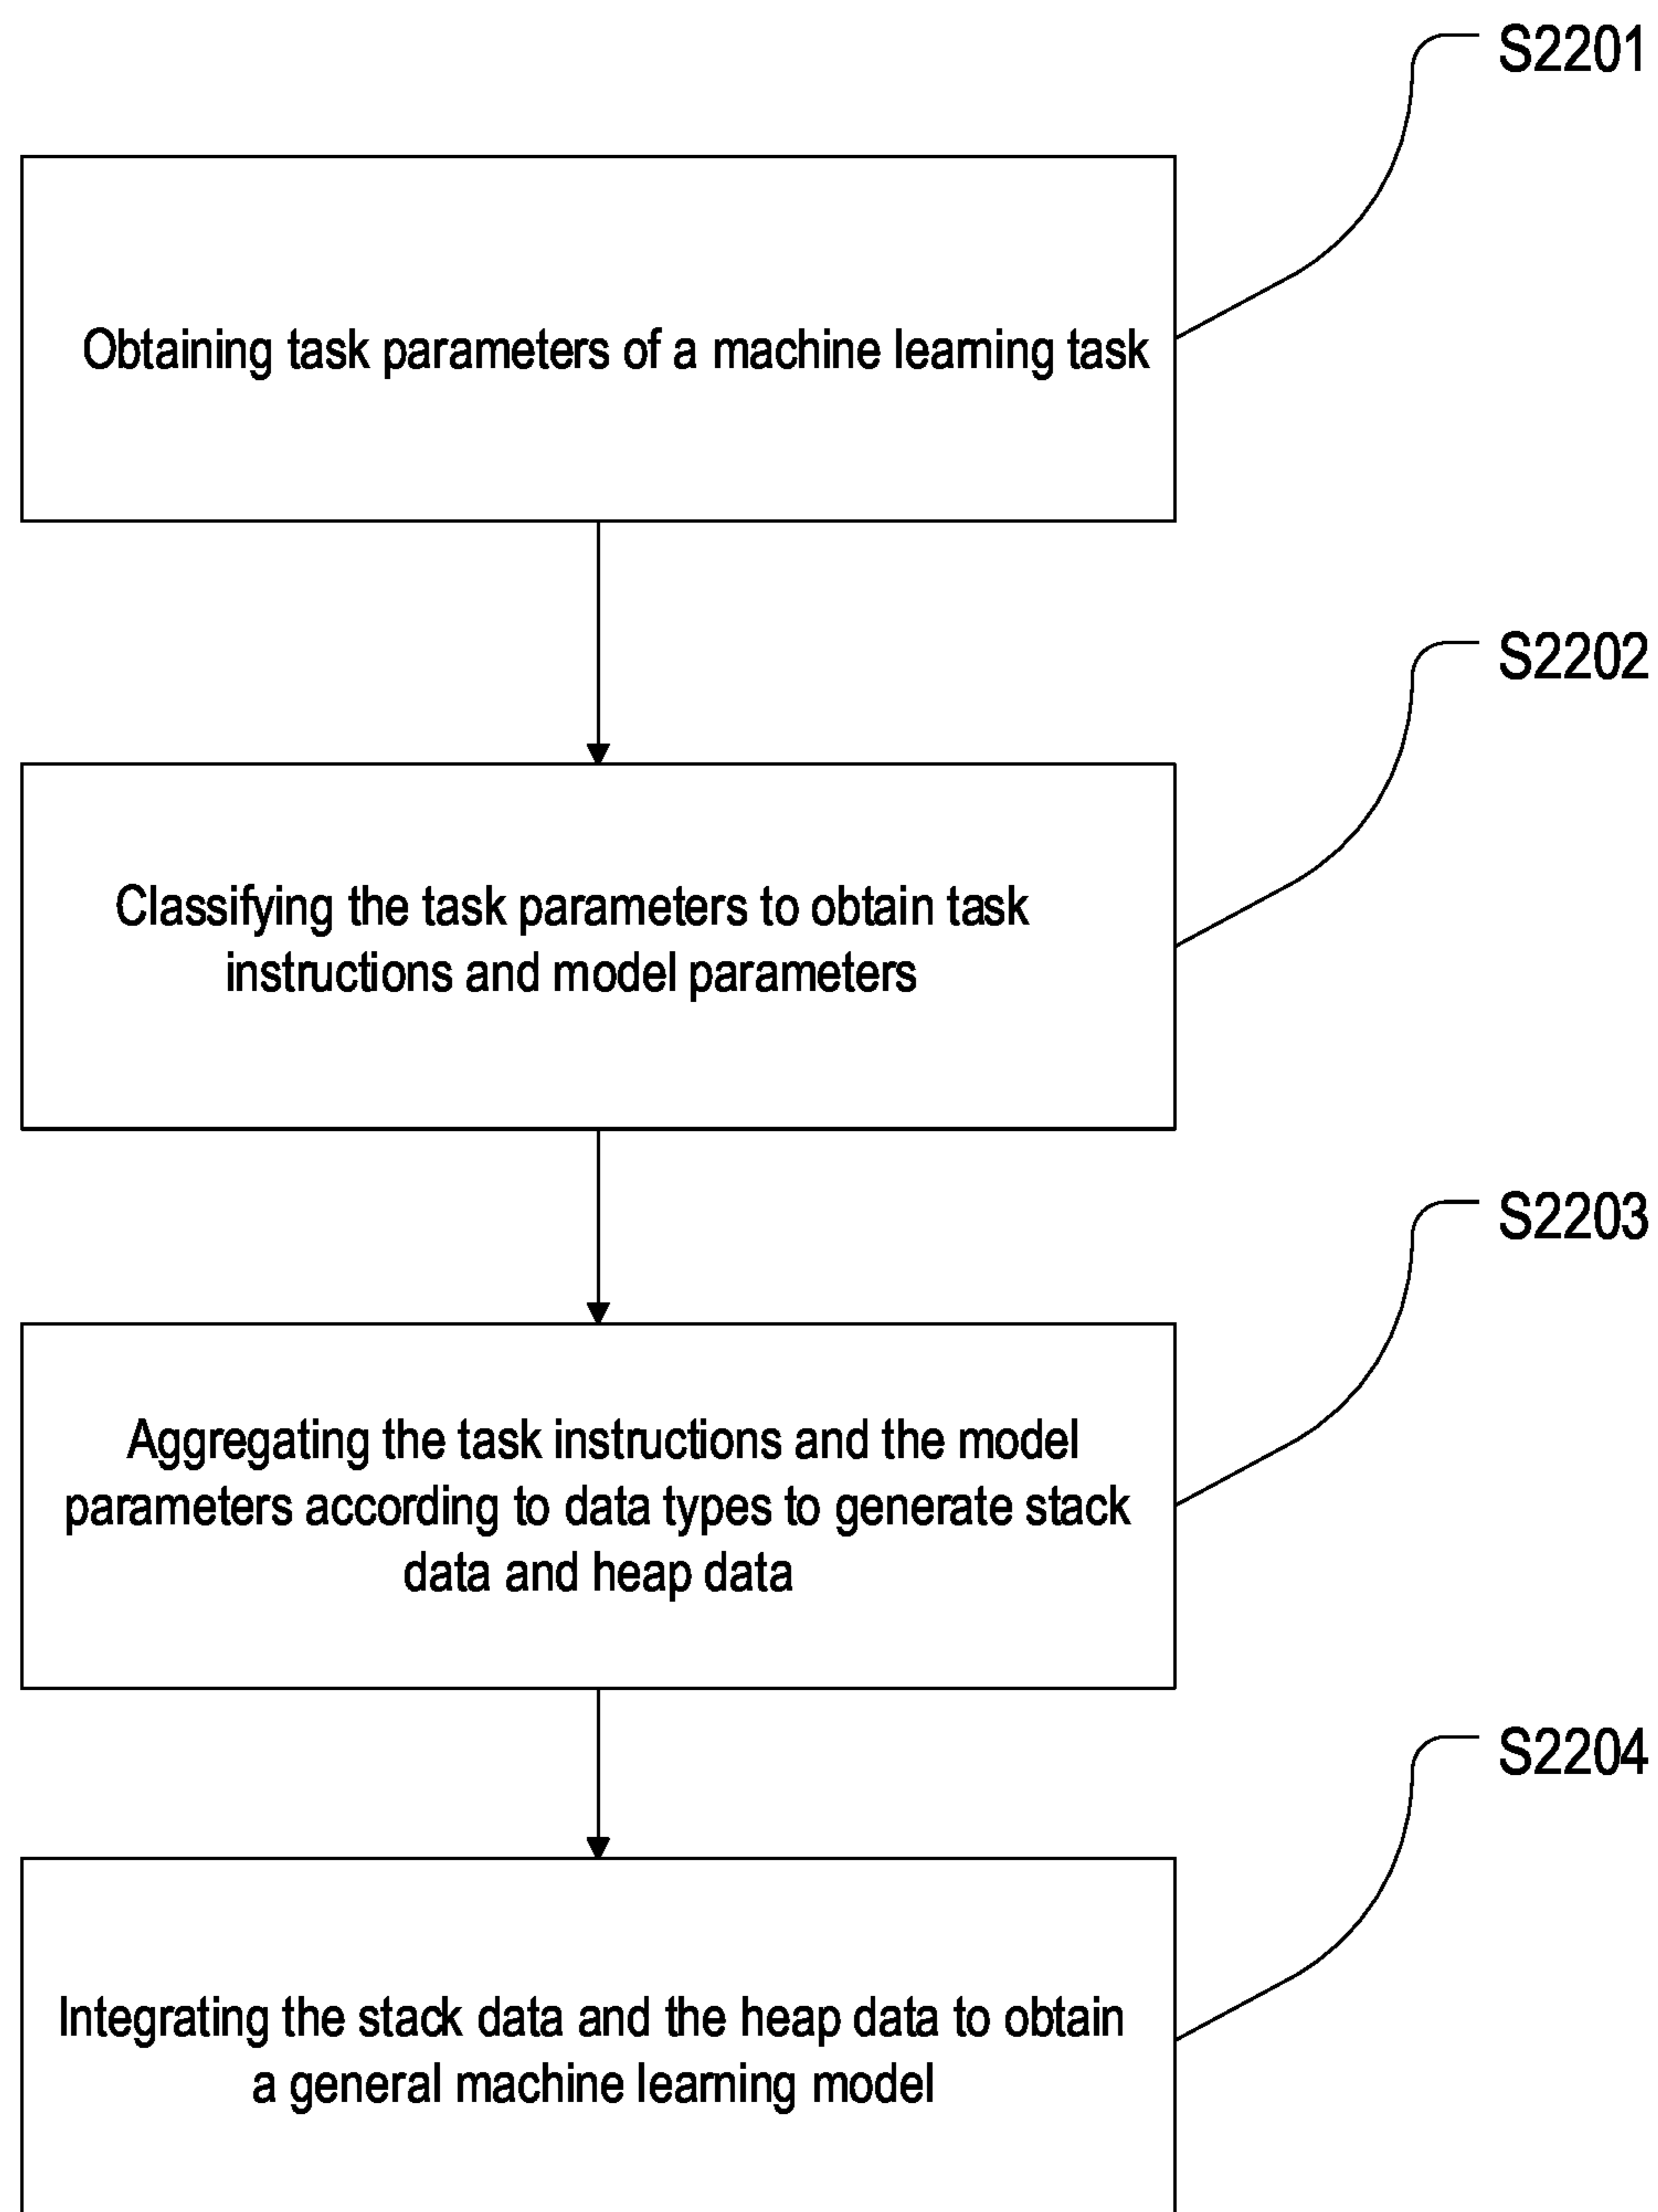 S2201
Obtaining task parameters of a machine learning task
S2202
Classifying the task parameters to obtain task
instructions and model parameters
S2203
Aggregating the task instructions and the model
parameters according to data types to generate stack
data and heap data
S2204
Integrating the stack data and the heap data to obtain
a general machine learning model